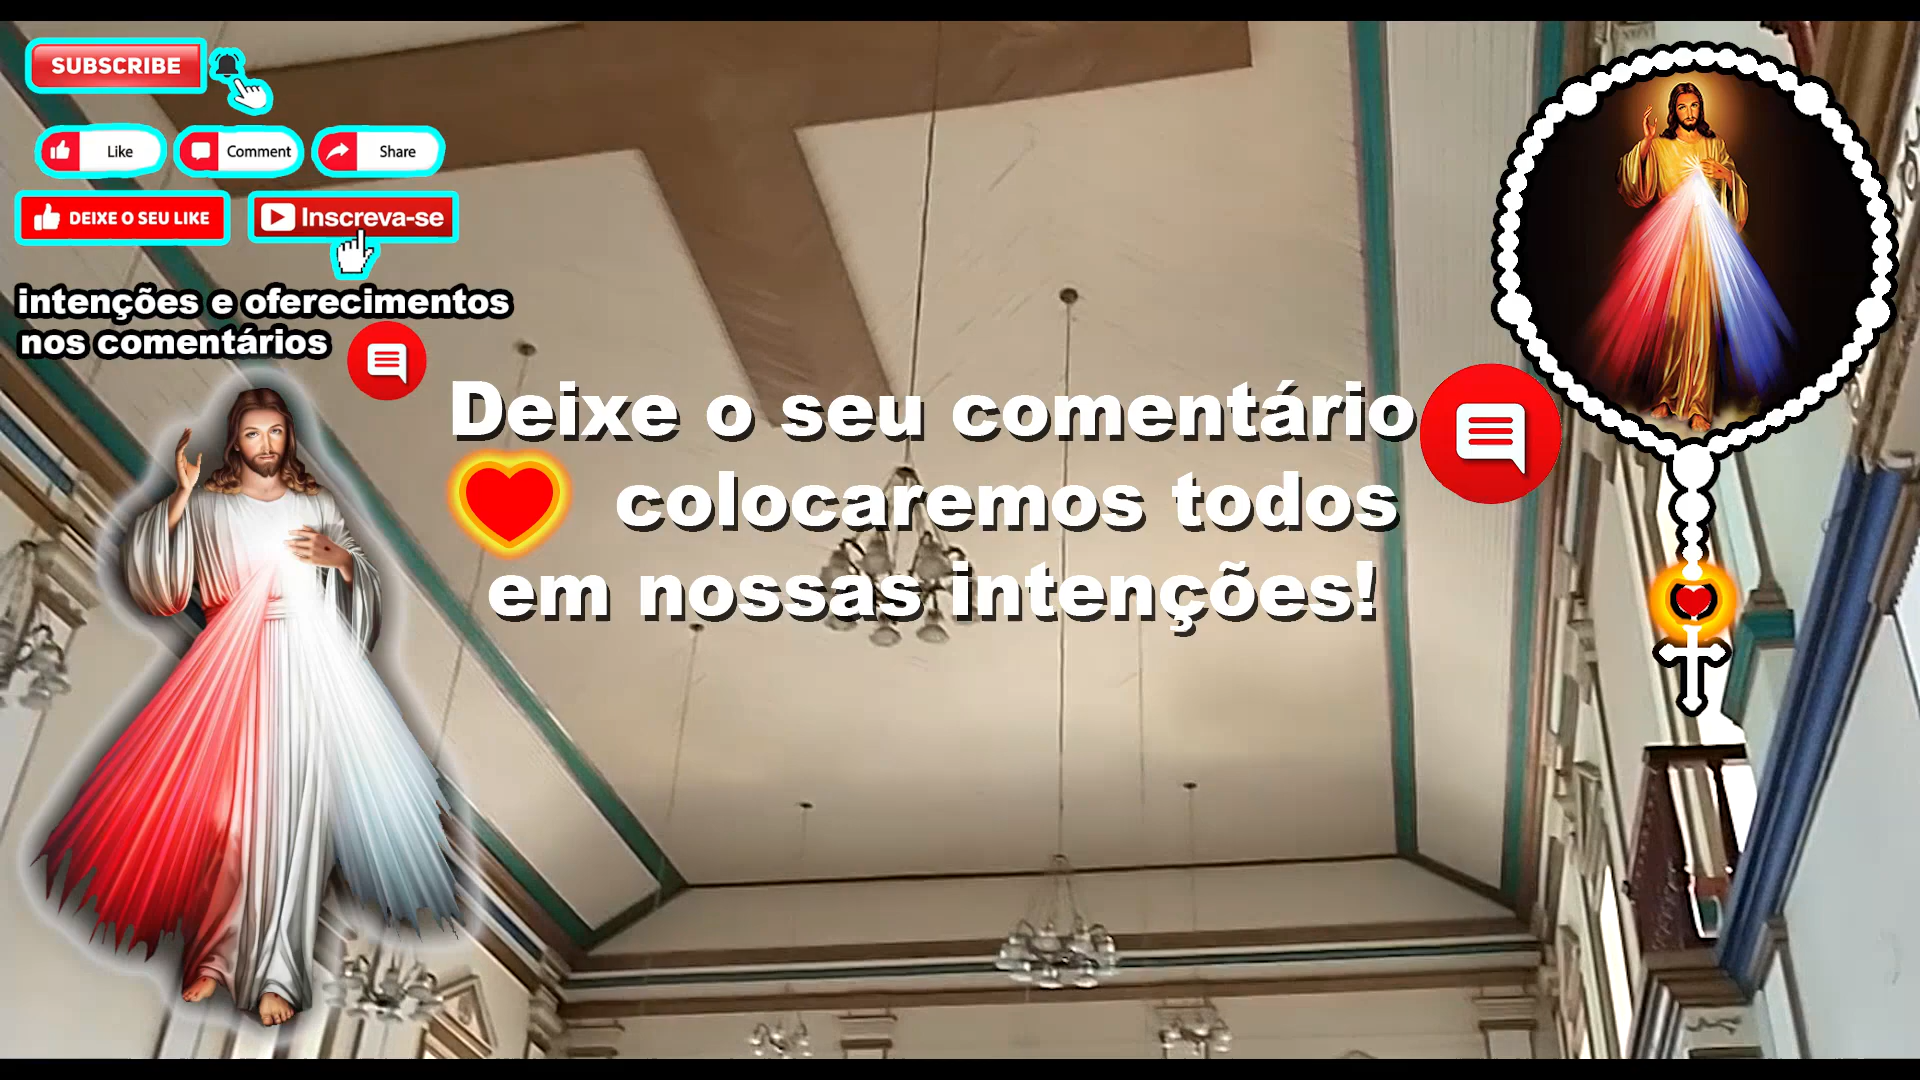 SUBSCRIBE
Like
Comment
Share
DEIXE O SEU LIKE
Inscreva-se
intenções e oferecimentos
nos comentários
Deixe o seu comentário
colocaremos todos
em nossas intenções!